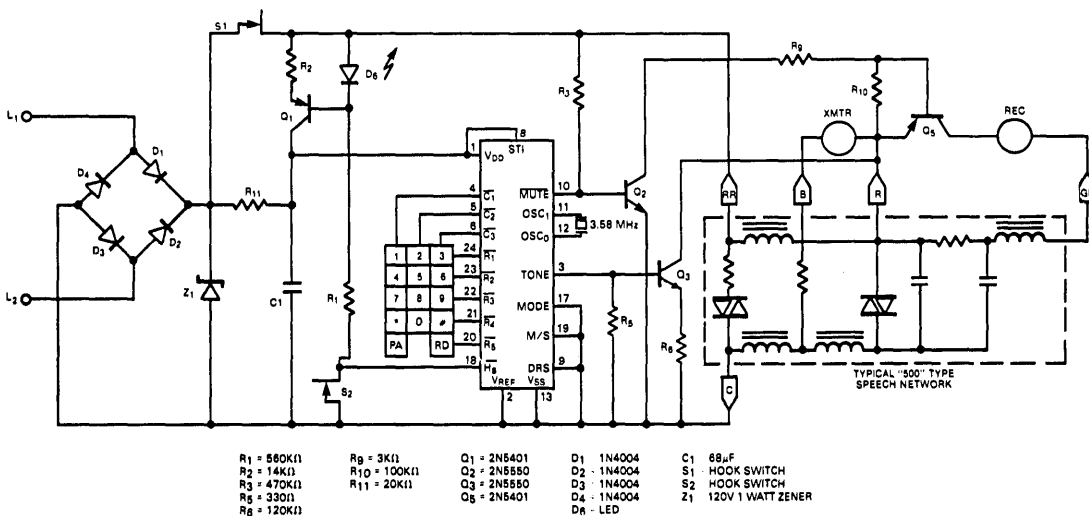 S1
R2
D6
R9
L1
Q1
R3
R10
XMTR
REC
Q5
D4
D1
8
STI
1
VDD
Q2
RR
B
R
R11
4
C1
MUTE
10
5
C2
OSC1
11
6
C3
OSC0
12
3.58 MHz
D3
D2
1 2 3
24
R1
4 5 6
23
R2
TONE
3
Q3
7 8 9
22
R3
L2
Z1
C1
R1
* 0 #
21
R4
MODE
17
PA
RD
20
R5
M/S
19
R5
R6
18
HS
DRS
9
S2
VREF
VSS
2
13
C
TYPICAL "500" TYPE
SPEECH NETWORK
R1 = 560KΩ
R2 = 14KΩ
R3 = 470KΩ
R5 = 330Ω
R8 = 120KΩ
R9 = 3KΩ
R10 = 100KΩ
R11 = 20KΩ
Q1 = 2N5401
Q2 = 2N5550
Q3 = 2N5550
Q5 = 2N5401
D1 - 1N4004
D2 - 1N4004
D3 - 1N4004
D4 - 1N4004
D6 - LED
C1 68μF
S1 - HOOK SWITCH
S2 HOOK SWITCH
Z1 120V 1 WATT ZENER